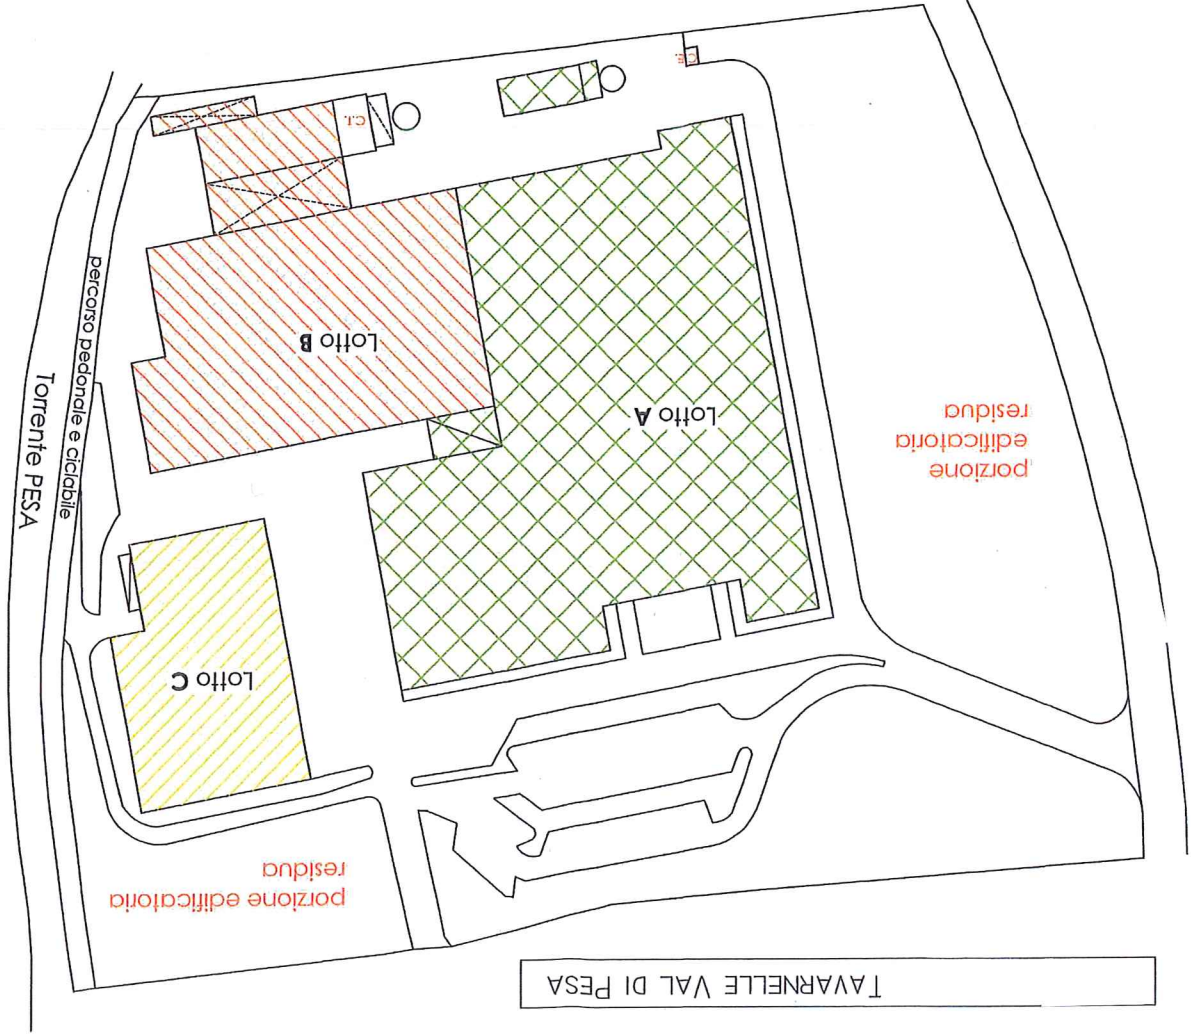 TAVARNELLE VAL DI PESA
porzione edificatoria
residua
Lotto C
porzione
edificatoria
residua
Lotto A
Lotto B
Torrente PESA
percorso pedonale e ciclabile
C.T.
C.E.